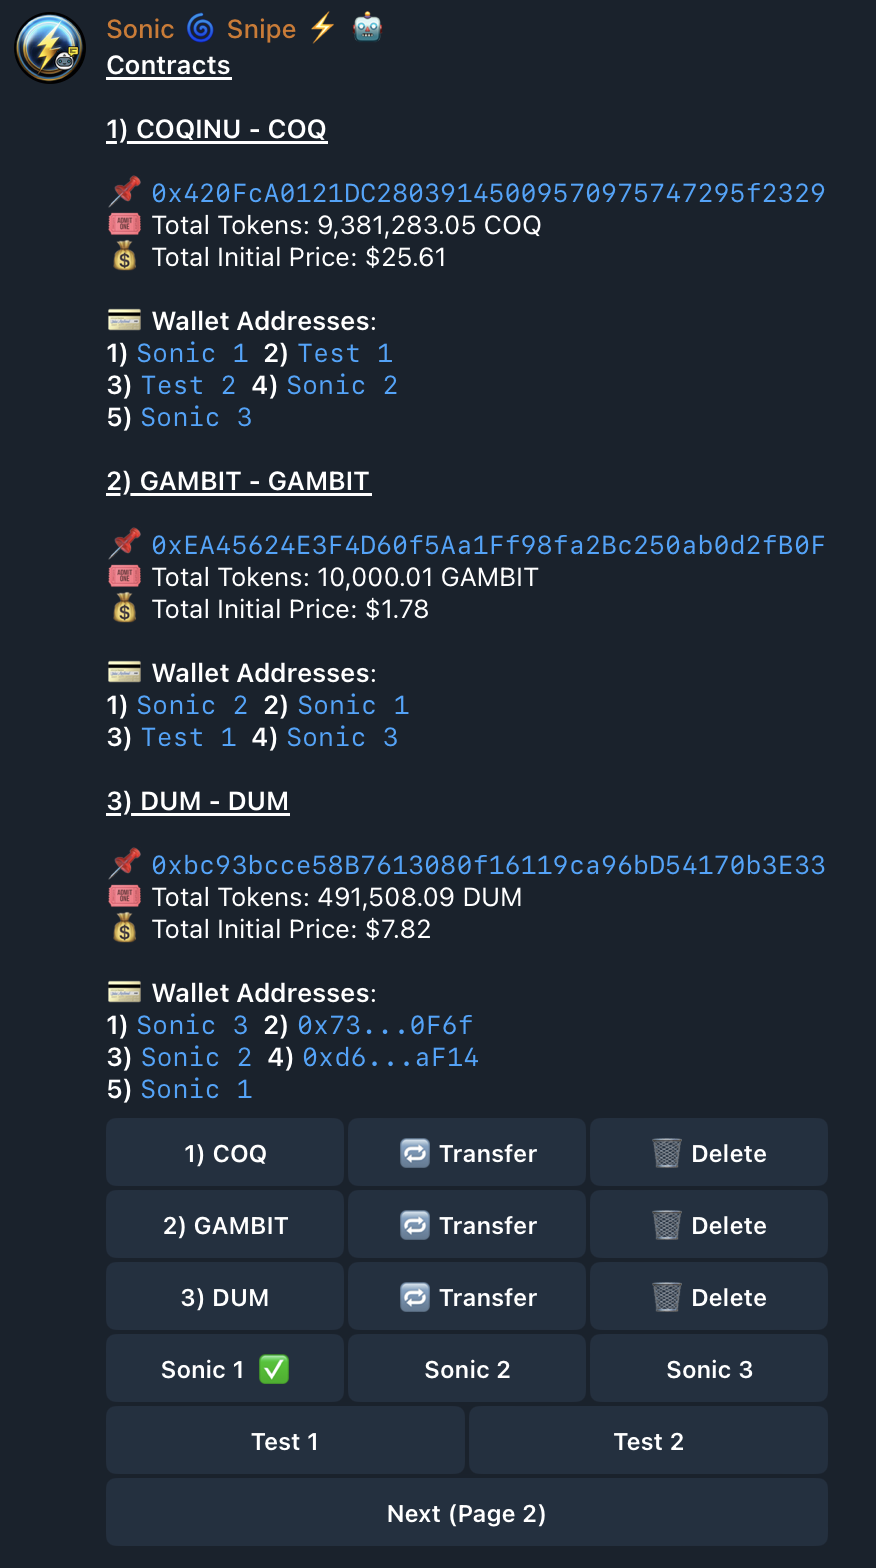 Sonic 🌀 Snipe ⚡ 🤖
Contracts
1) COQINU - COQ
📌 0x420FcA0121DC28039145009570975747295f2329
🎟 Total Tokens: 9,381,283.05 COQ
💰 Total Initial Price: $25.61
💳 Wallet Addresses:
1) Sonic 1 2) Test 1
3) Test 2 4) Sonic 2
5) Sonic 3
2) GAMBIT - GAMBIT
📌 0xEA45624E3F4D60f5Aa1Ff98fa2Bc250ab0d2fB0F
🎟 Total Tokens: 10,000.01 GAMBIT
💰 Total Initial Price: $1.78
💳 Wallet Addresses:
1) Sonic 2 2) Sonic 1
3) Test 1 4) Sonic 3
3) DUM - DUM
📌 0xbc93bcce58B7613080f16119ca96bD54170b3E33
🎟 Total Tokens: 491,508.09 DUM
💰 Total Initial Price: $7.82
💳 Wallet Addresses:
1) Sonic 3 2) 0x73...0F6f
3) Sonic 2 4) 0xd6...aF14
5) Sonic 1
1) COQ 🔁 Transfer 🗑 Delete
2) GAMBIT 🔁 Transfer 🗑 Delete
3) DUM 🔁 Transfer 🗑 Delete
Sonic 1 ✅ Sonic 2 Sonic 3
Test 1 Test 2
Next (Page 2)